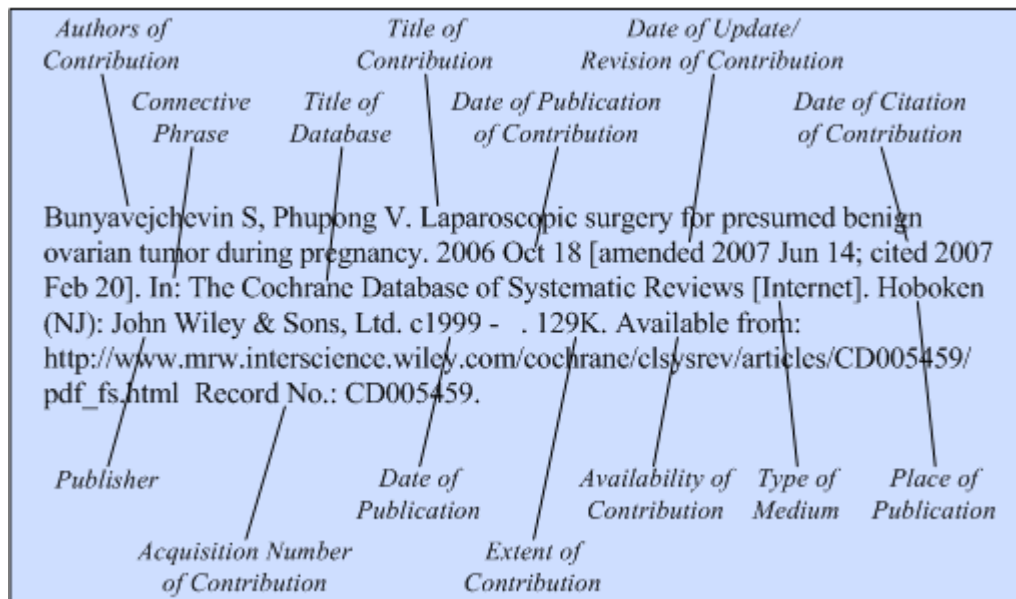 Authors of Contribution
Title of Contribution
Date of Update/ Revision of Contribution
Connective Phrase
Title of Database
Date of Publication of Contribution
Date of Citation of Contribution
Bunyavejchevin S, Phupong V. Laparoscopic surgery for presumed benign
ovarian tumor during pregnancy. 2006 Oct 18 [amended 2007 Jun 14; cited 2007
Feb 20]. In: The Cochrane Database of Systematic Reviews [Internet]. Hoboken
(NJ): John Wiley & Sons, Ltd. c1999 -   . 129K. Available from:
http://www.mrw.interscience.wiley.com/cochrane/clsysrev/articles/CD005459/
pdf_fs.html  Record No.: CD005459.
Publisher
Date of Publication
Availability of Contribution
Type of Medium
Place of Publication
Acquisition Number of Contribution
Extent of Contribution